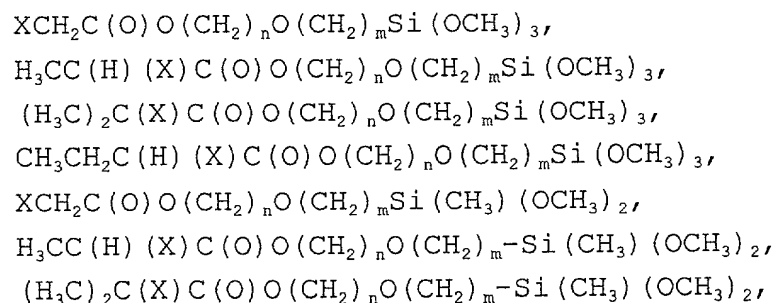 XCH₂C(O)O(CH₂)ₙO(CH₂)ₘSi(OCH₃)₃,
H₃CC(H)(X)C(O)O(CH₂)ₙO(CH₂)ₘSi(OCH₃)₃,
(H₃C)₂C(X)C(O)O(CH₂)ₙO(CH₂)ₘSi(OCH₃)₃,
CH₃CH₂C(H)(X)C(O)O(CH₂)ₙO(CH₂)ₘSi(OCH₃)₃,
XCH₂C(O)O(CH₂)ₙO(CH₂)ₘSi(CH₃)(OCH₃)₂,
H₃CC(H)(X)C(O)O(CH₂)ₙO(CH₂)ₘ-Si(CH₃)(OCH₃)₂,
(H₃C)₂C(X)C(O)O(CH₂)ₙO(CH₂)ₘ-Si(CH₃)(OCH₃)₂,